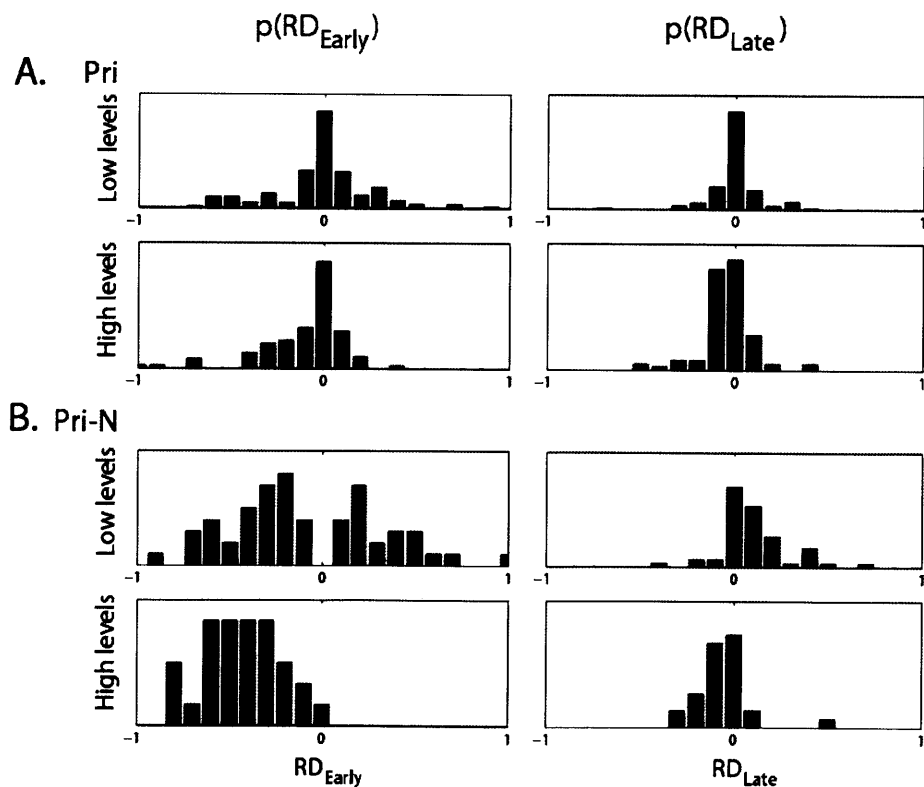 p(RD_Early) p(RD_Late)
A. Pri
Low levels
-1 0 1 -1 0 1
High levels
-1 0 1 -1 0 1
B. Pri-N
Low levels
-1 0 1 -1 0 1
High levels
-1 0 1 -1 0 1
RD_Early RD_Late